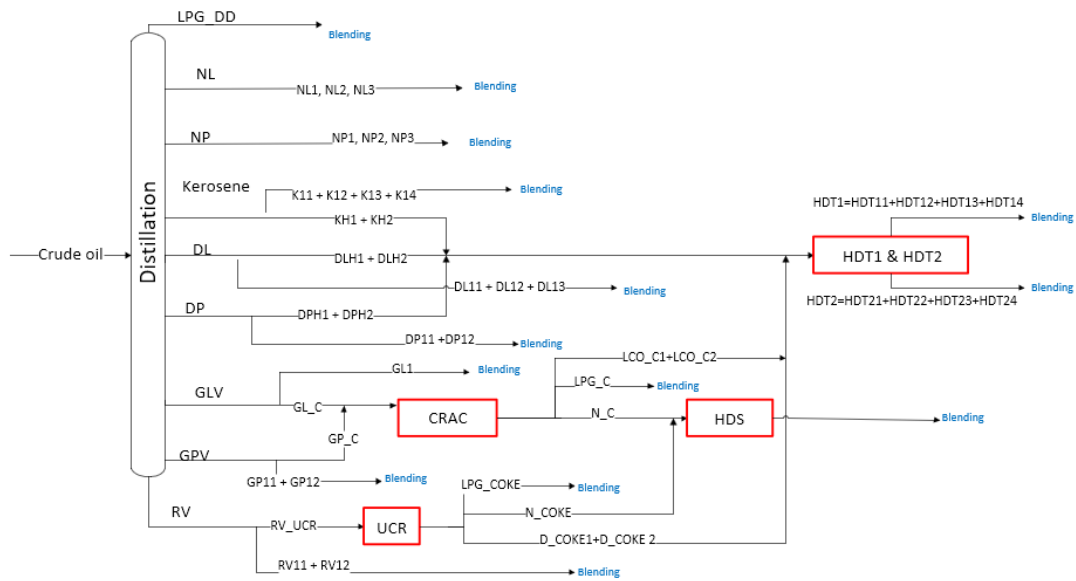 LPG_DD
Blending
NL
NL1, NL2, NL3
Blending
NP
NP1, NP2, NP3
Blending
Kerosene
K11 + K12 + K13 + K14
Blending
KH1 + KH2
HDT1=HDT11+HDT12+HDT13+HDT14
Blending
Crude oil
Distillation
DL
DLH1 + DLH2
HDT1 & HDT2
DL11 + DL12 + DL13
Blending
Blending
HDT2=HDT21+HDT22+HDT23+HDT24
DP
DPH1 + DPH2
DP11 +DP12
Blending
LCO_C1+LCO_C2
GL1
Blending
LPG_C
Blending
GLV
GL_C
CRAC
N_C
HDS
Blending
GP_C
GPV
GP11 + GP12
Blending
LPG_COKE
Blending
RV
RV_UCR
UCR
N_COKE
D_COKE1+D_COKE 2
RV11 + RV12
Blending